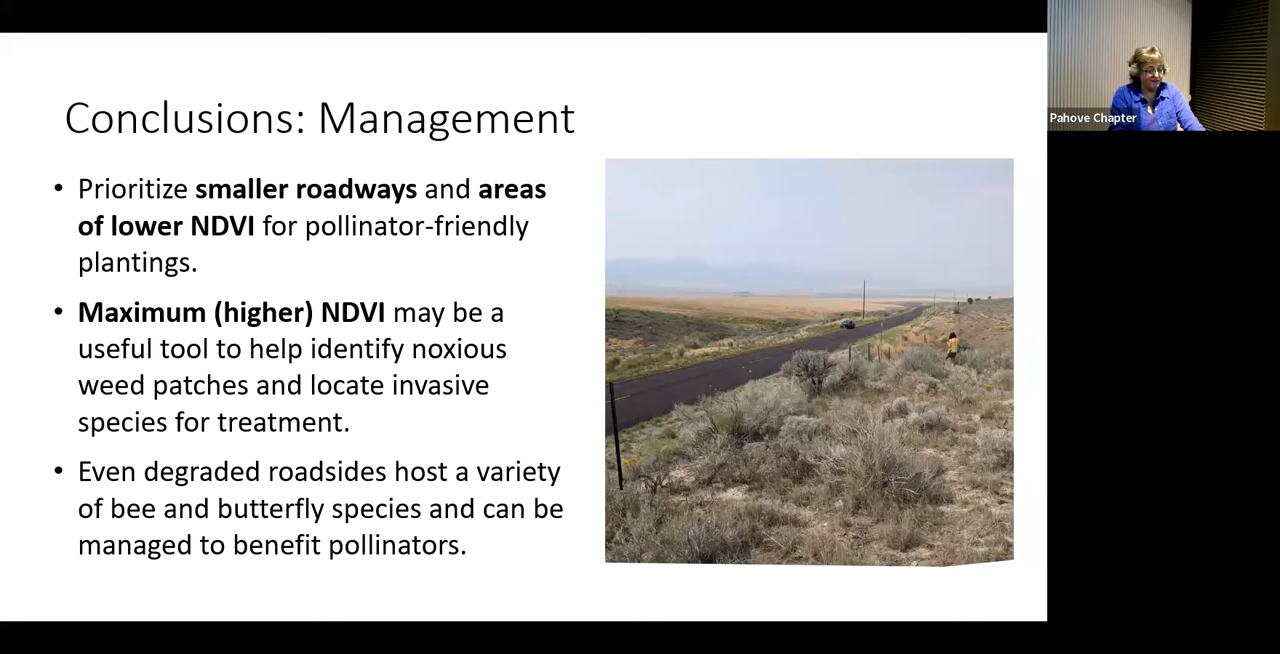 Conclusions: Management
• Prioritize smaller roadways and areas
of lower NDVI for pollinator-friendly
plantings.
• Maximum (higher) NDVI may be a
useful tool to help identify noxious
weed patches and locate invasive
species for treatment.
• Even degraded roadsides host a variety
of bee and butterfly species and can be
managed to benefit pollinators.
Pahove Chapter